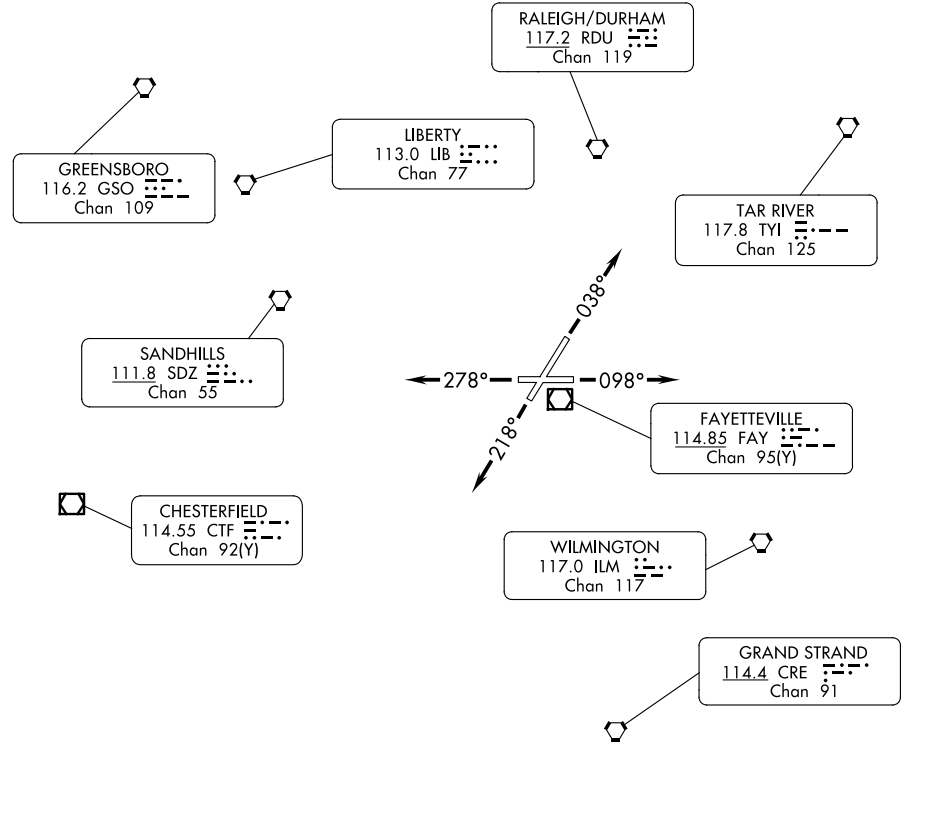 RALEIGH/DURHAM
117.2 RDU
Chan 119
LIBERTY
113.0 LIB
Chan 77
GREENSBORO
116.2 GSO
Chan 109
TAR RIVER
117.8 TYI
Chan 125
038°
SANDHILLS
111.8 SDZ
Chan 55
278°
098°
218°
FAYETTEVILLE
114.85 FAY
Chan 95(Y)
CHESTERFIELD
114.55 CTF
Chan 92(Y)
WILMINGTON
117.0 ILM
Chan 117
GRAND STRAND
114.4 CRE
Chan 91